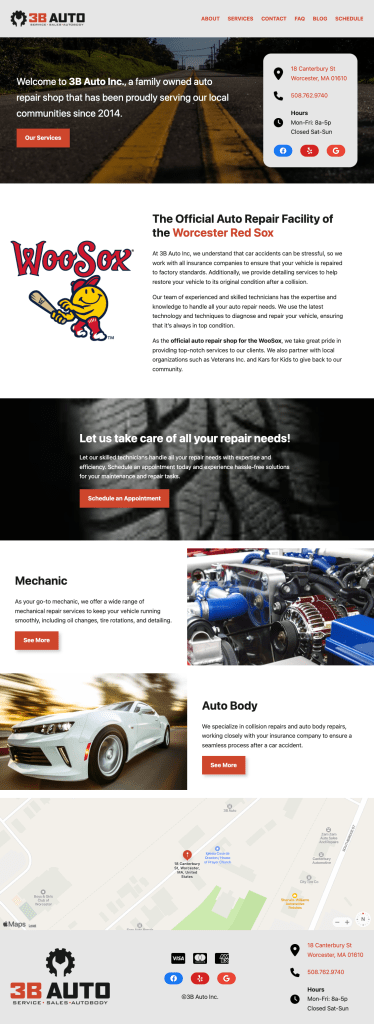 3B AUTO
SERVICE•SALES•AUTOBODY
ABOUT SERVICES CONTACT FAQ BLOG SCHEDULE
Welcome to 3B Auto Inc., a family owned auto
repair shop that has been proudly serving our local
communities since 2014.
Our Services
18 Canterbury St
Worcester, MA 01610
508.762.9740
Hours
Mon-Fri: 8a-5p
Closed Sat-Sun
WooSox
TM
The Official Auto Repair Facility of
the Worcester Red Sox
At 3B Auto Inc, we understand that car accidents can be stressful, so we
work with all insurance companies to ensure that your vehicle is repaired
to factory standards. Additionally, we provide detailing services to help
restore your vehicle to its original condition after a collision.
Our team of experienced and skilled technicians has the expertise and
knowledge to handle all your auto repair needs. We use the latest
technology and techniques to diagnose and repair your vehicle, ensuring
that it's always in top condition.
As the official auto repair shop for the WooSox, we take great pride in
providing top-notch services to our clients. We also partner with local
organizations such as Veterans Inc, and Kars for Kids to give back to our
community.
Let us take care of all your repair needs!
Our skilled technicians handle all your repair needs with expertise and
efficiency. Schedule an appointment today and experience hassle-free solutions
for your maintenance and repair tasks.
Schedule an Appointment
Mechanic
As your go-to mechanic, we offer a wide range of
mechanical repair services to keep your vehicle running
smoothly, including oil changes, tire rotations, and detailing.
See More
Auto Body
We specialize in collision repairs and auto body repairs,
working closely with your insurance company to ensure a
seamless process after a car accident.
See More
18 Canterbury
St, Worcester,
MA, United
States
Canterbury
Maps
N
3B AUTO
SERVICE•SALES•AUTOBODY
VISA
©3B Auto Inc.
18 Canterbury St
Worcester, MA 01610
508.762.9740
Hours
Mon-Fri: 8a-5p
Closed Sat-Sun